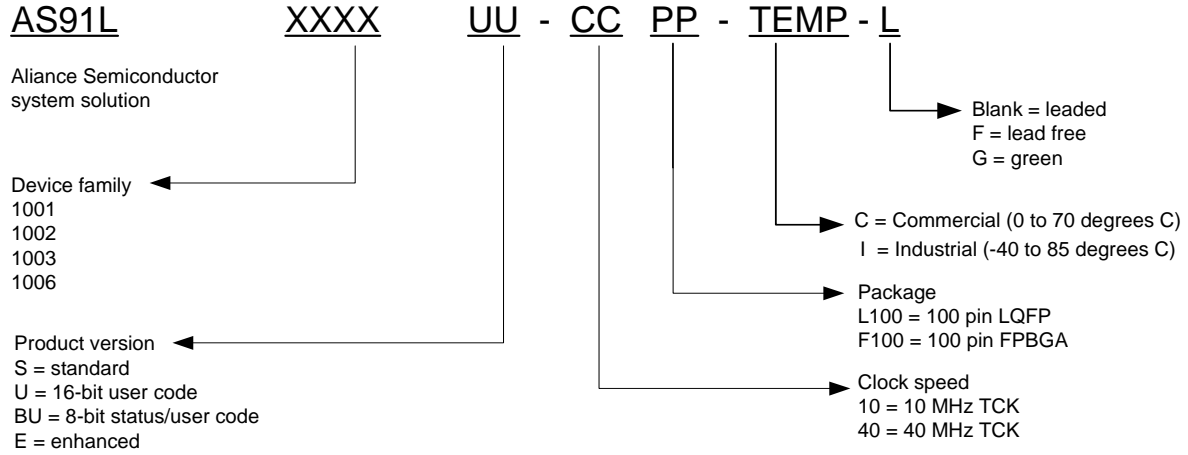 AS91L XXXX UU - CC PP - TEMP - L
Aliance Semiconductor
system solution
Blank = leaded
F = lead free
G = green
Device family
1001
1002
1003
1006
C = Commercial (0 to 70 degrees C)
I = Industrial (-40 to 85 degrees C)
Package
L100 = 100 pin LQFP
F100 = 100 pin FPBGA
Product version
S = standard
U = 16-bit user code
BU = 8-bit status/user code
E = enhanced
Clock speed
10 = 10 MHz TCK
40 = 40 MHz TCK